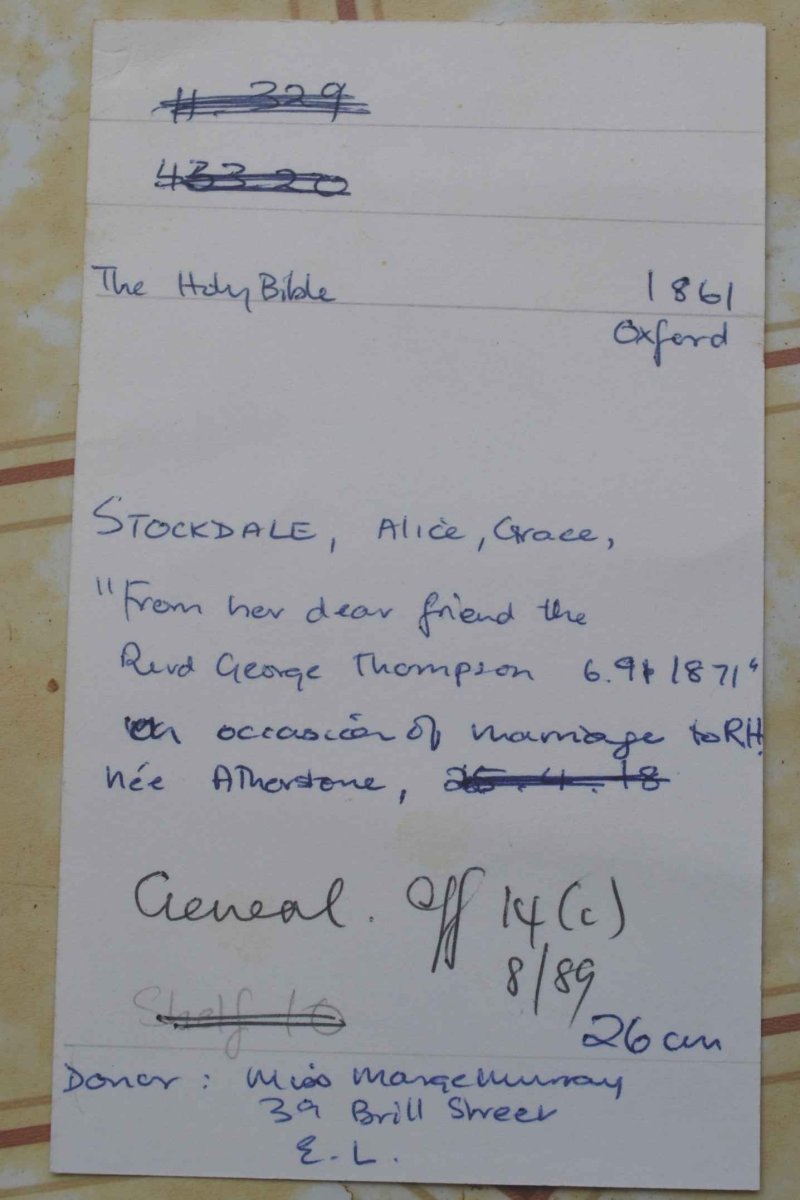 H. 329
433.20
The Holy Bible 1861
Oxford
STOCKDALE, Alice, Grace,
"From her dear friend the
Revd George Thompson 6. 1871"
on occasion of marriage to RH
née Atherstone, 25.4.18
Geneal. Off 14(c)
8/89
Shelf 10
26 cm
Donor: Miss Marge Murray
39 Brill Street
E.L.